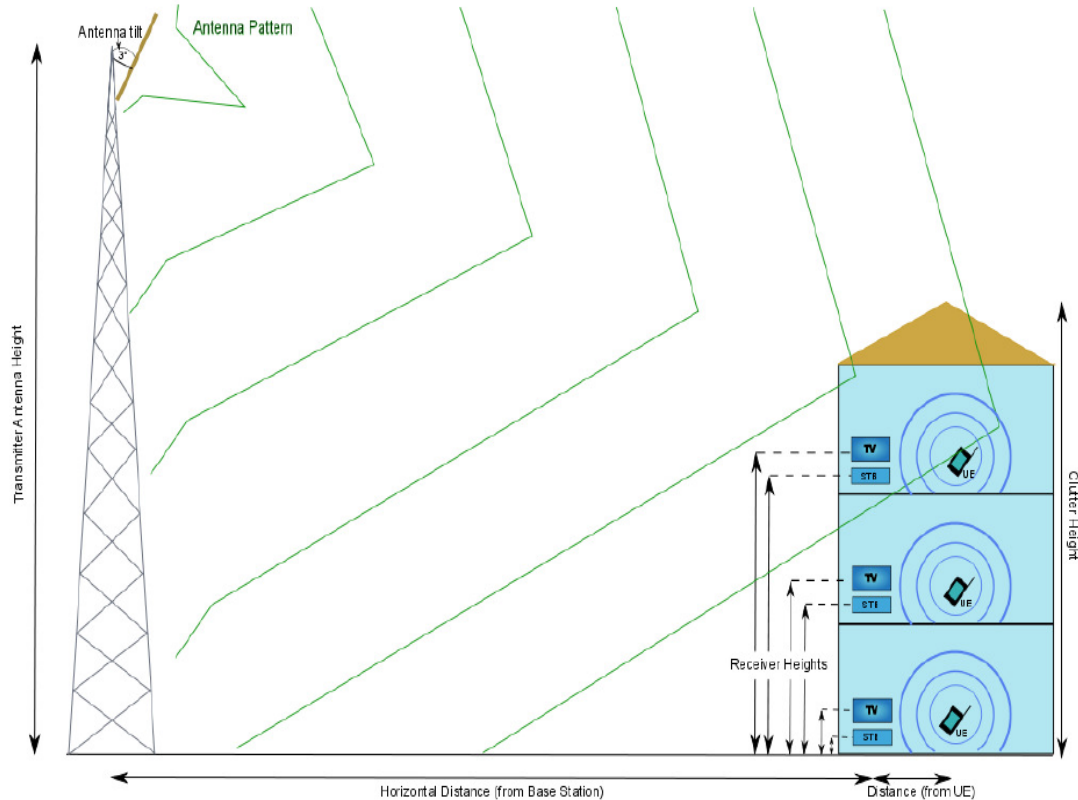 Antenna tilt
3°
Antenna Pattern
Transmitter Antenna Height
TV
STB
UE
TV
STB
UE
Receiver Heights
TV
STB
UE
Clutter Height
Horizontal Distance (from Base Station)
Distance (from UE)